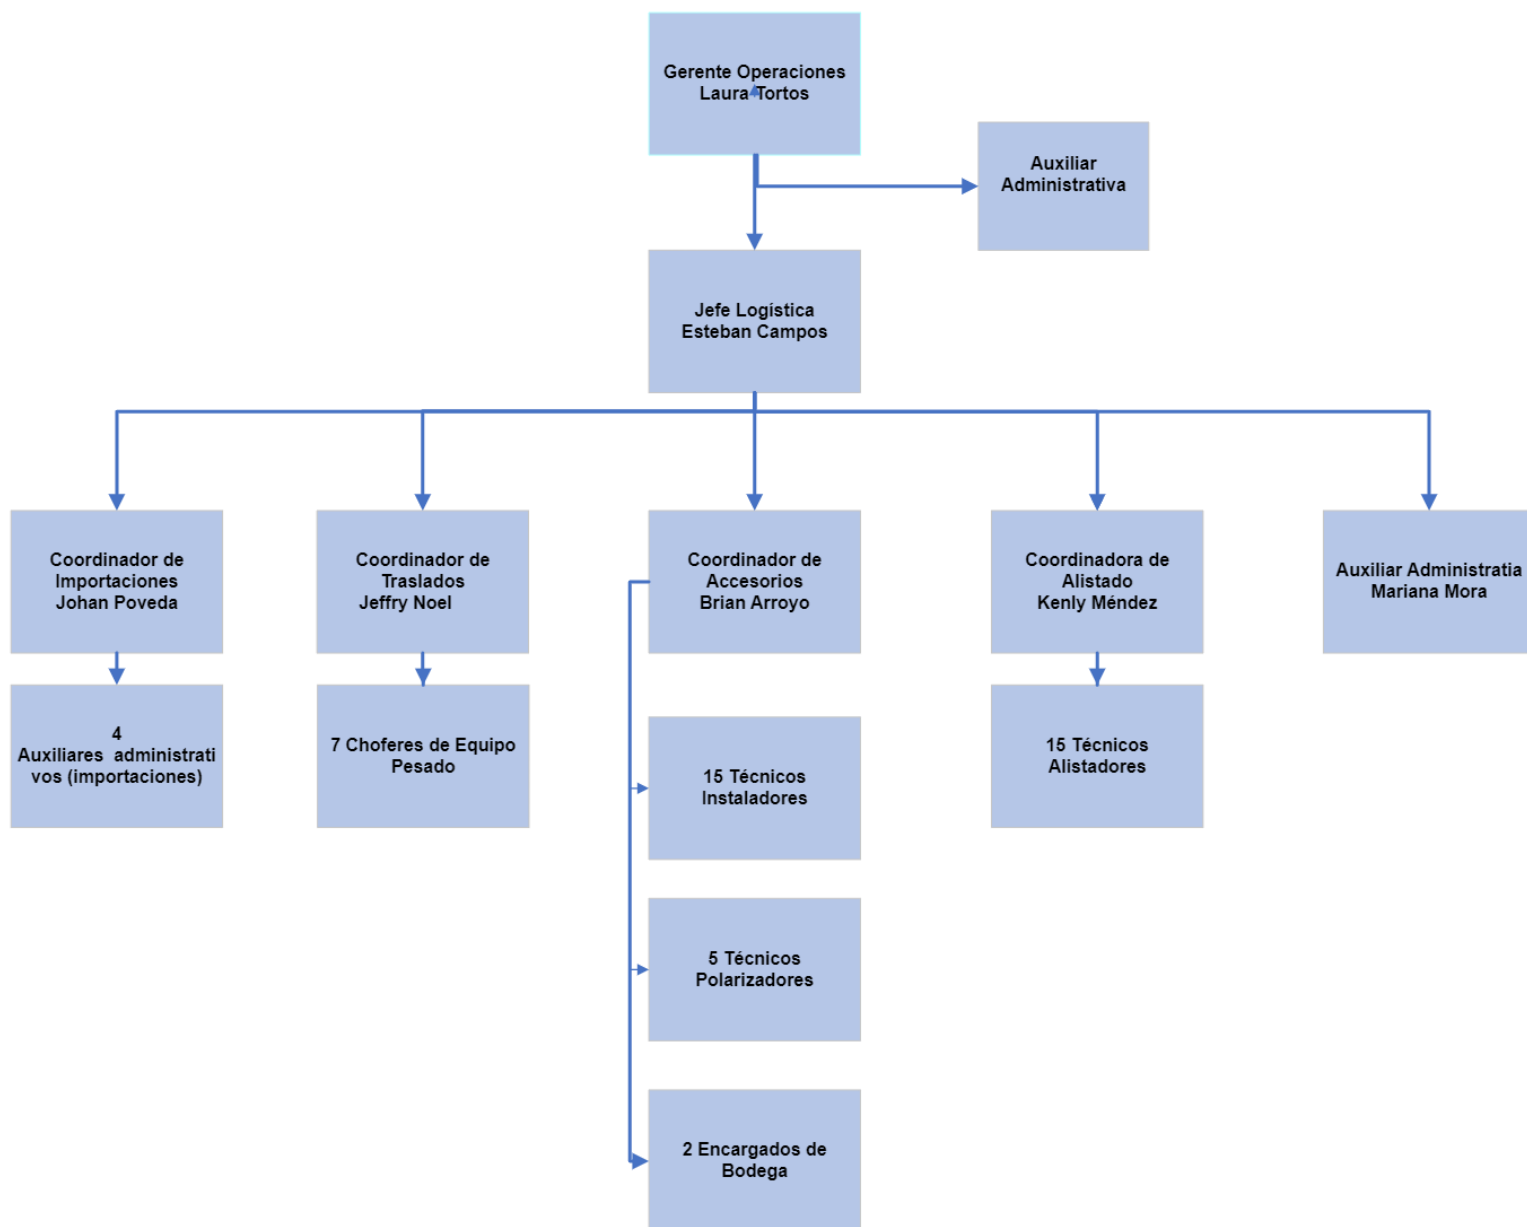 Gerente Operaciones
Laura Tortos
Auxiliar
Administrativa
Jefe Logística
Esteban Campos
Coordinador de
Importaciones
Johan Poveda
Coordinador de
Traslados
Jeffry Noel
Coordinador de
Accesorios
Brian Arroyo
Coordinadora de
Alistado
Kenly Méndez
Auxiliar Administratia
Mariana Mora
4
Auxiliares administrati
vos (importaciones)
7 Choferes de Equipo
Pesado
15 Técnicos
Instaladores
15 Técnicos
Alistadores
5 Técnicos
Polarizadores
2 Encargados de
Bodega